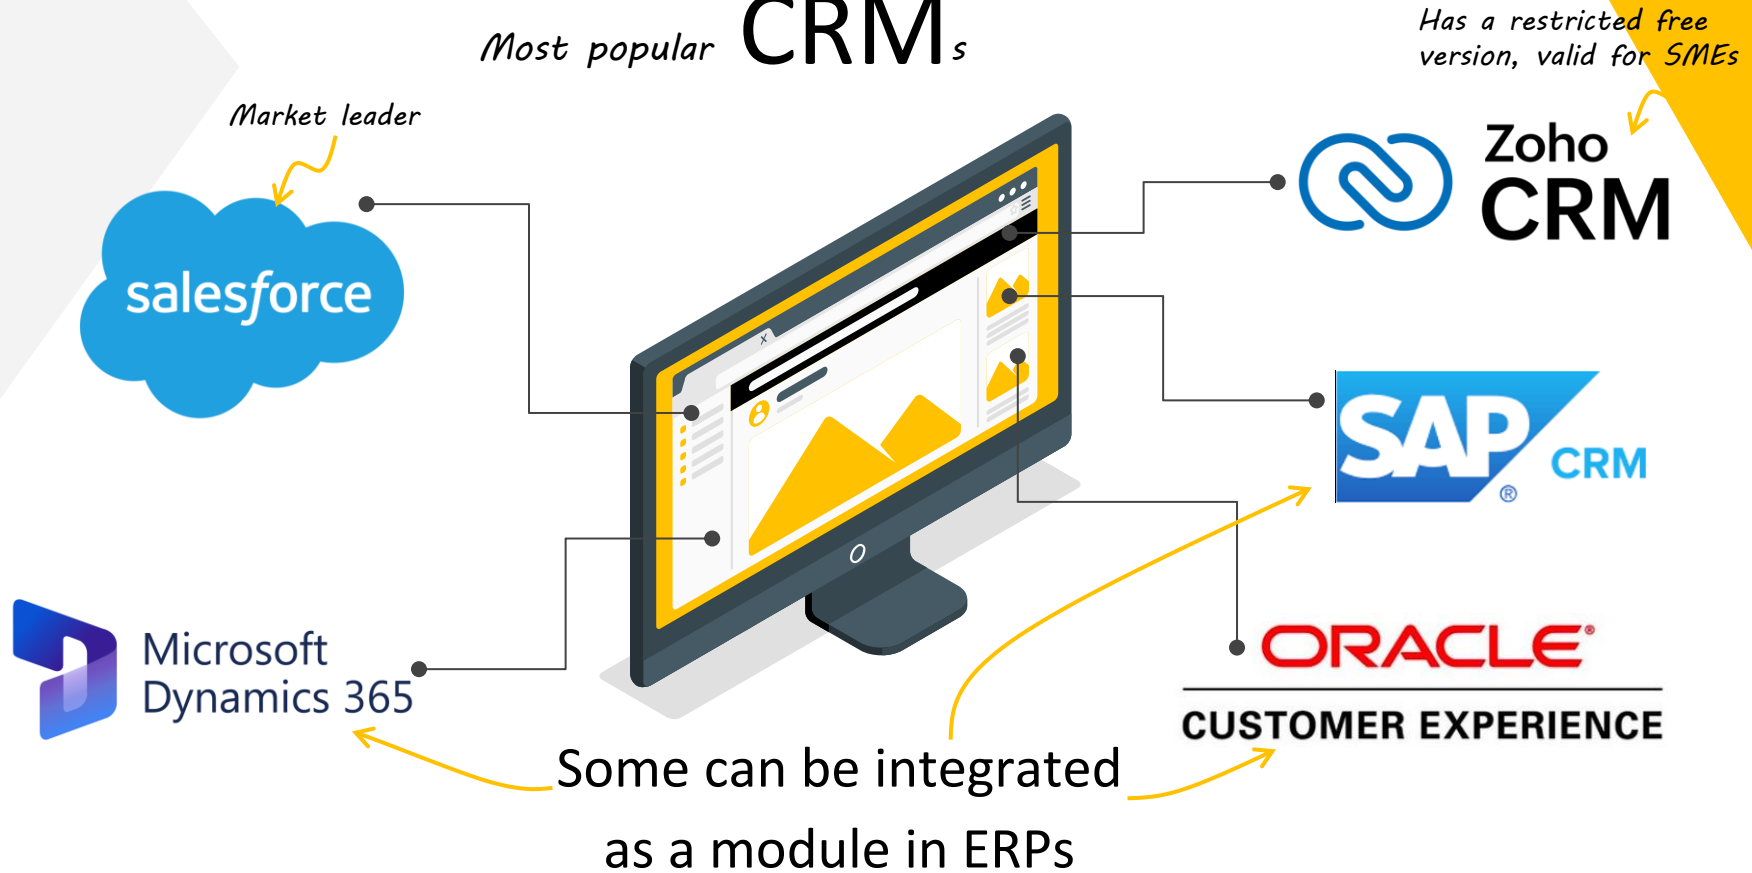 Most popular CRMs
Has a restricted free
version, valid for SMEs
Market leader
salesforce
Zoho
CRM
X
SAP
®
CRM
Microsoft
Dynamics 365
ORACLE®
CUSTOMER EXPERIENCE
Some can be integrated
as a module in ERPs